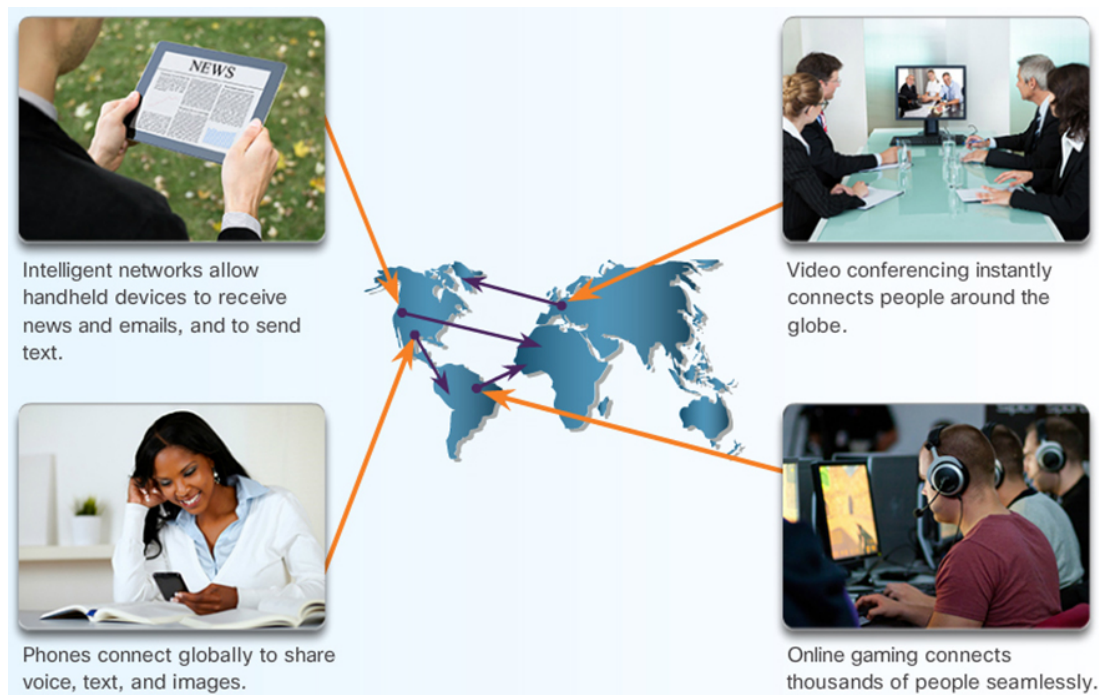 NEWS
Intelligent networks allow
handheld devices to receive
news and emails, and to send
text.
Video conferencing instantly
connects people around the
globe.
Phones connect globally to share
voice, text, and images.
Online gaming connects
thousands of people seamlessly.